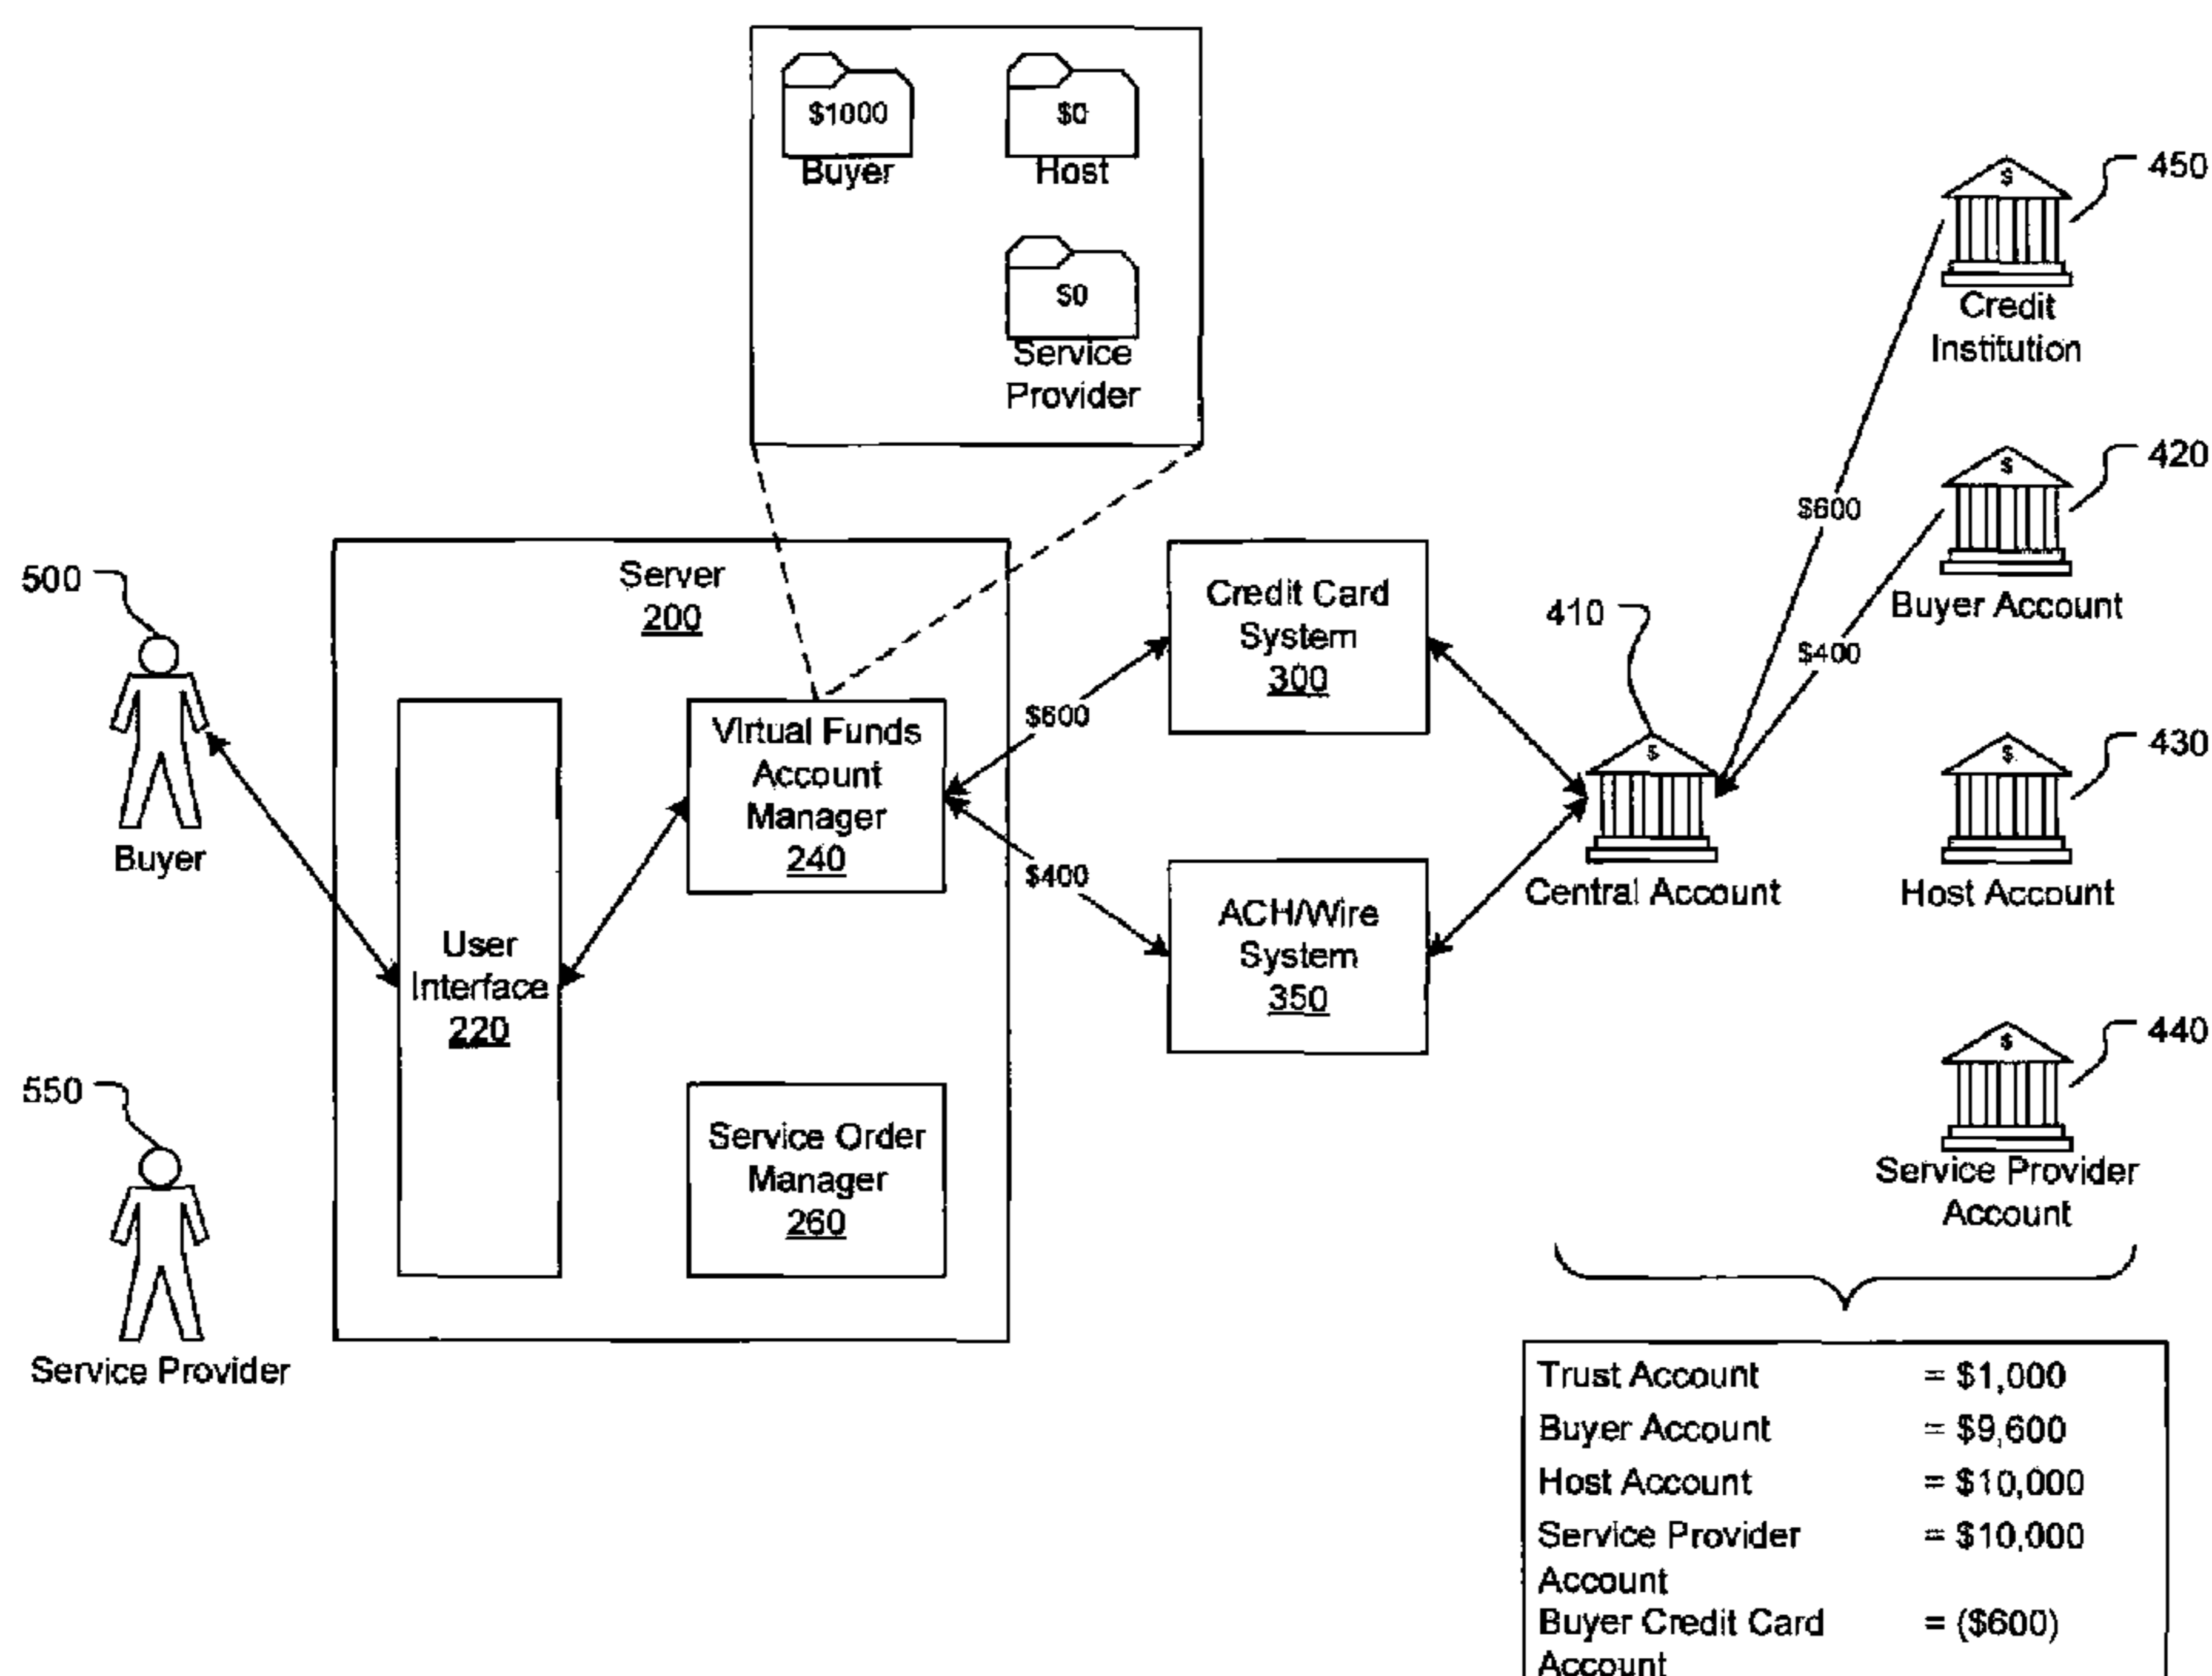 $1000
Buyer
$0
Host
$0
Service
Provider
450
Credit
Institution
420
Buyer Account
$600
$400
500
Buyer
Server
200
User
Interface
220
Virtual Funds
Account
Manager
240
$600
$400
Credit Card
System
300
ACH/Wire
System
350
410
$
Central Account
$
$
$
430
Host Account
$
440
Service Provider
Account
550
Service Provider
Service Order
Manager
260
Trust Account = $1,000
Buyer Account = $9,600
Host Account = $10,000
Service Provider = $10,000
Account
Buyer Credit Card = ($600)
Account